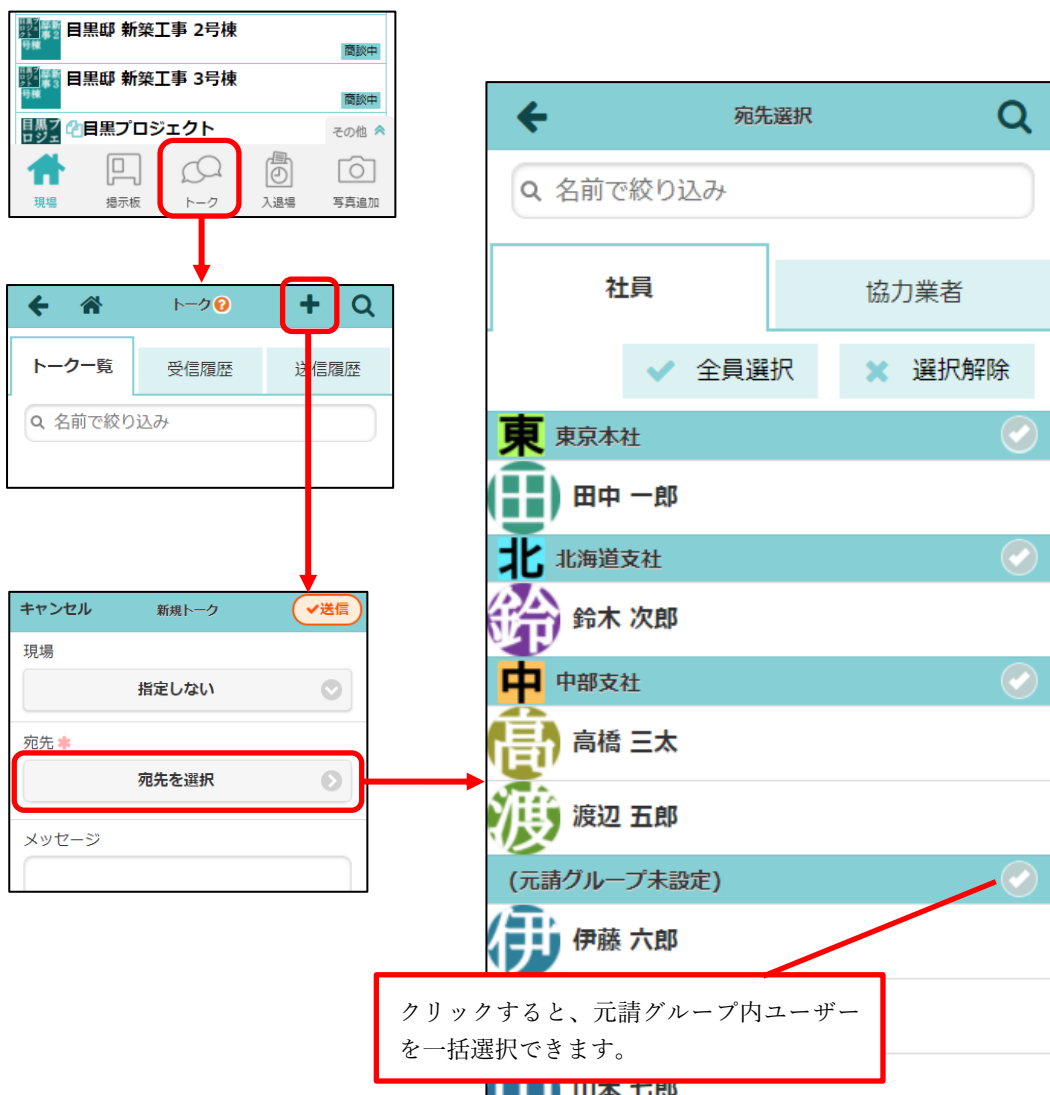 目黒邸 新築工事 2号棟
商談中
目黒邸 新築工事 3号棟
商談中
目黒プロジェクト
その他
現場
掲示板
トーク
入退場
写真追加
トーク?
トーク一覧
受信履歴
送信履歴
名前で絞り込み
キャンセル
新規トーク
送信
現場
指定しない
宛先*
宛先を選択
メッセージ
宛先選択
名前で絞り込み
社員
協力業者
全員選択
選択解除
東 東京本社
田 田中 一郎
北 北海道支社
鈴 鈴木 次郎
中 中部支社
高 高橋 三太
渡 渡辺 五郎
(元請グループ未設定)
伊 伊藤 六郎
クリックすると、元請グループ内ユーザー
を一括選択できます。
山本 七郎